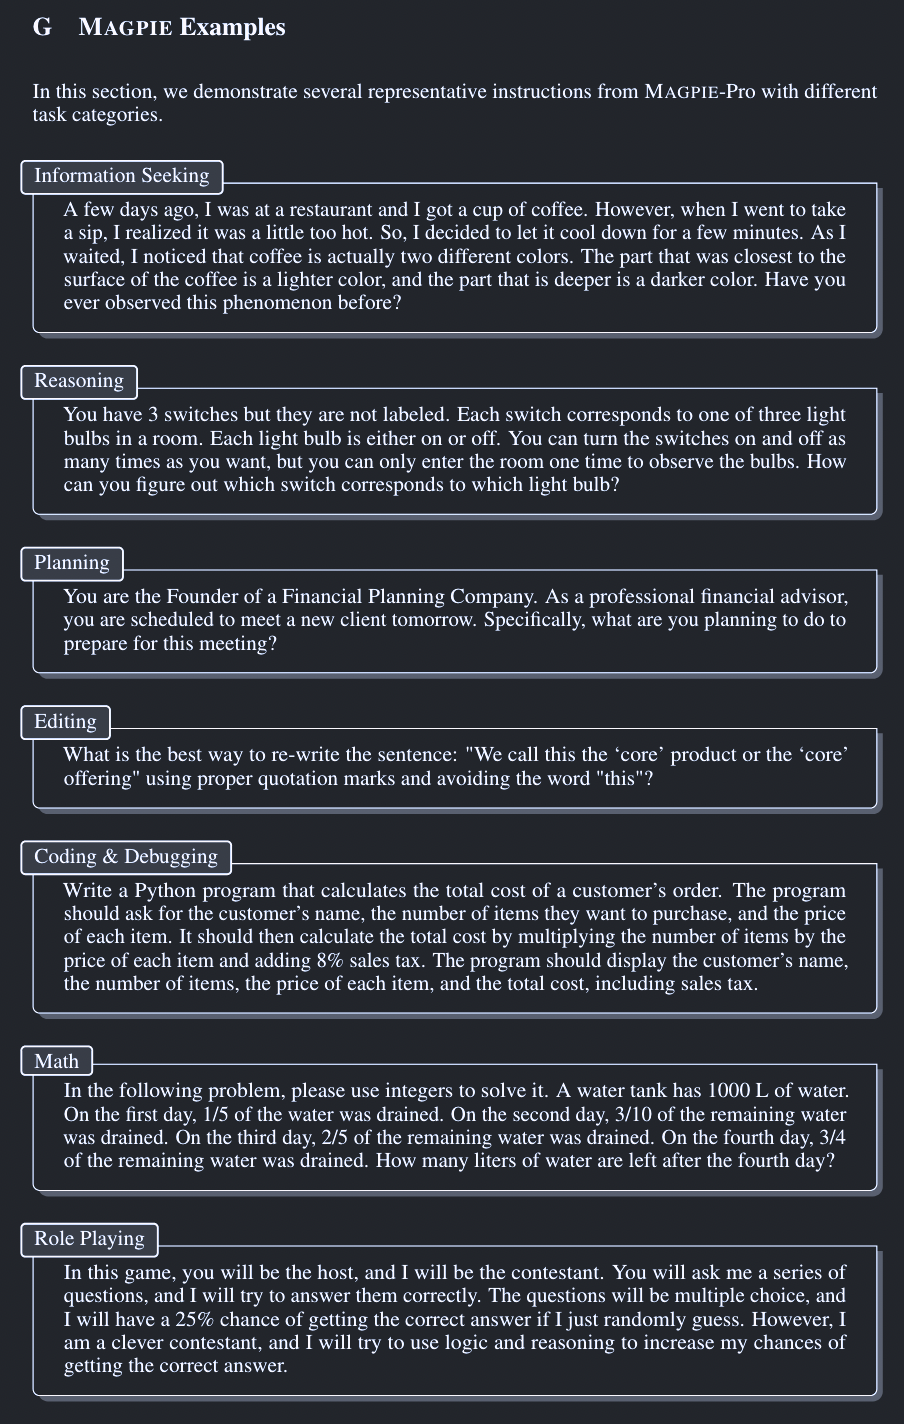 G MAGPIE Examples
In this section, we demonstrate several representative instructions from MAGPIE-Pro with different
task categories.
Information Seeking
A few days ago, I was at a restaurant and I got a cup of coffee. However, when I went to take
a sip, I realized it was a little too hot. So, I decided to let it cool down for a few minutes. As I
waited, I noticed that coffee is actually two different colors. The part that was closest to the
surface of the coffee is a lighter color, and the part that is deeper is a darker color. Have you
ever observed this phenomenon before?
Reasoning
You have 3 switches but they are not labeled. Each switch corresponds to one of three light
bulbs in a room. Each light bulb is either on or off. You can turn the switches on and off as
many times as you want, but you can only enter the room one time to observe the bulbs. How
can you figure out which switch corresponds to which light bulb?
Planning
You are the Founder of a Financial Planning Company. As a professional financial advisor,
you are scheduled to meet a new client tomorrow. Specifically, what are you planning to do to
prepare for this meeting?
Editing
What is the best way to re-write the sentence: "We call this the ‘core’ product or the ‘core’
offering" using proper quotation marks and avoiding the word "this"?
Coding & Debugging
Write a Python program that calculates the total cost of a customer’s order. The program
should ask for the customer’s name, the number of items they want to purchase, and the price
of each item. It should then calculate the total cost by multiplying the number of items by the
price of each item and adding 8% sales tax. The program should display the customer’s name,
the number of items, the price of each item, and the total cost, including sales tax.
Math
In the following problem, please use integers to solve it. A water tank has 1000 L of water.
On the first day, 1/5 of the water was drained. On the second day, 3/10 of the remaining water
was drained. On the third day, 2/5 of the remaining water was drained. On the fourth day, 3/4
of the remaining water was drained. How many liters of water are left after the fourth day?
Role Playing
In this game, you will be the host, and I will be the contestant. You will ask me a series of
questions, and I will try to answer them correctly. The questions will be multiple choice, and
I will have a 25% chance of getting the correct answer if I just randomly guess. However, I
am a clever contestant, and I will try to use logic and reasoning to increase my chances of
getting the correct answer.